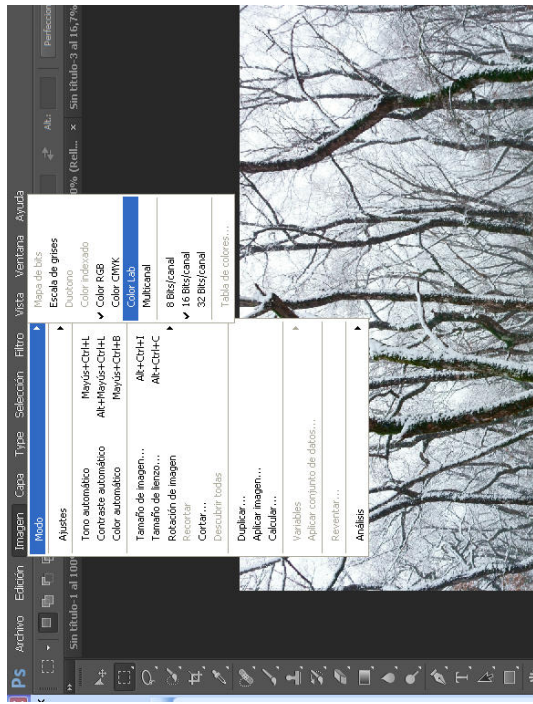 Ps Archivo Edición Imagen Capa Type Selección Filtro Vista Ventana Ayuda
Alt.: Perfeccion
Sin título-1 al 100%
0% (Rell... × Sin título-3 al 16,7%
Modo
Ajustes
Tono automático Mayús+Ctrl+L
Contraste automático Alt+Mayús+Ctrl+L
Color automático Mayús+Ctrl+B
Tamaño de imagen... Alt+Ctrl+I
Tamaño de lienzo... Alt+Ctrl+C
Rotación de imagen
Recortar
Cortar...
Descubrir todas
Duplicar...
Aplicar imagen...
Calcular...
Variables
Aplicar conjunto de datos...
Reventar...
Análisis
Mapa de bits
Escala de grises
Duotono
Color indexado
Color RGB
Color CMYK
Color Lab
Multicanal
8 Bits/canal
16 Bits/canal
32 Bits/canal
Tabla de colores...